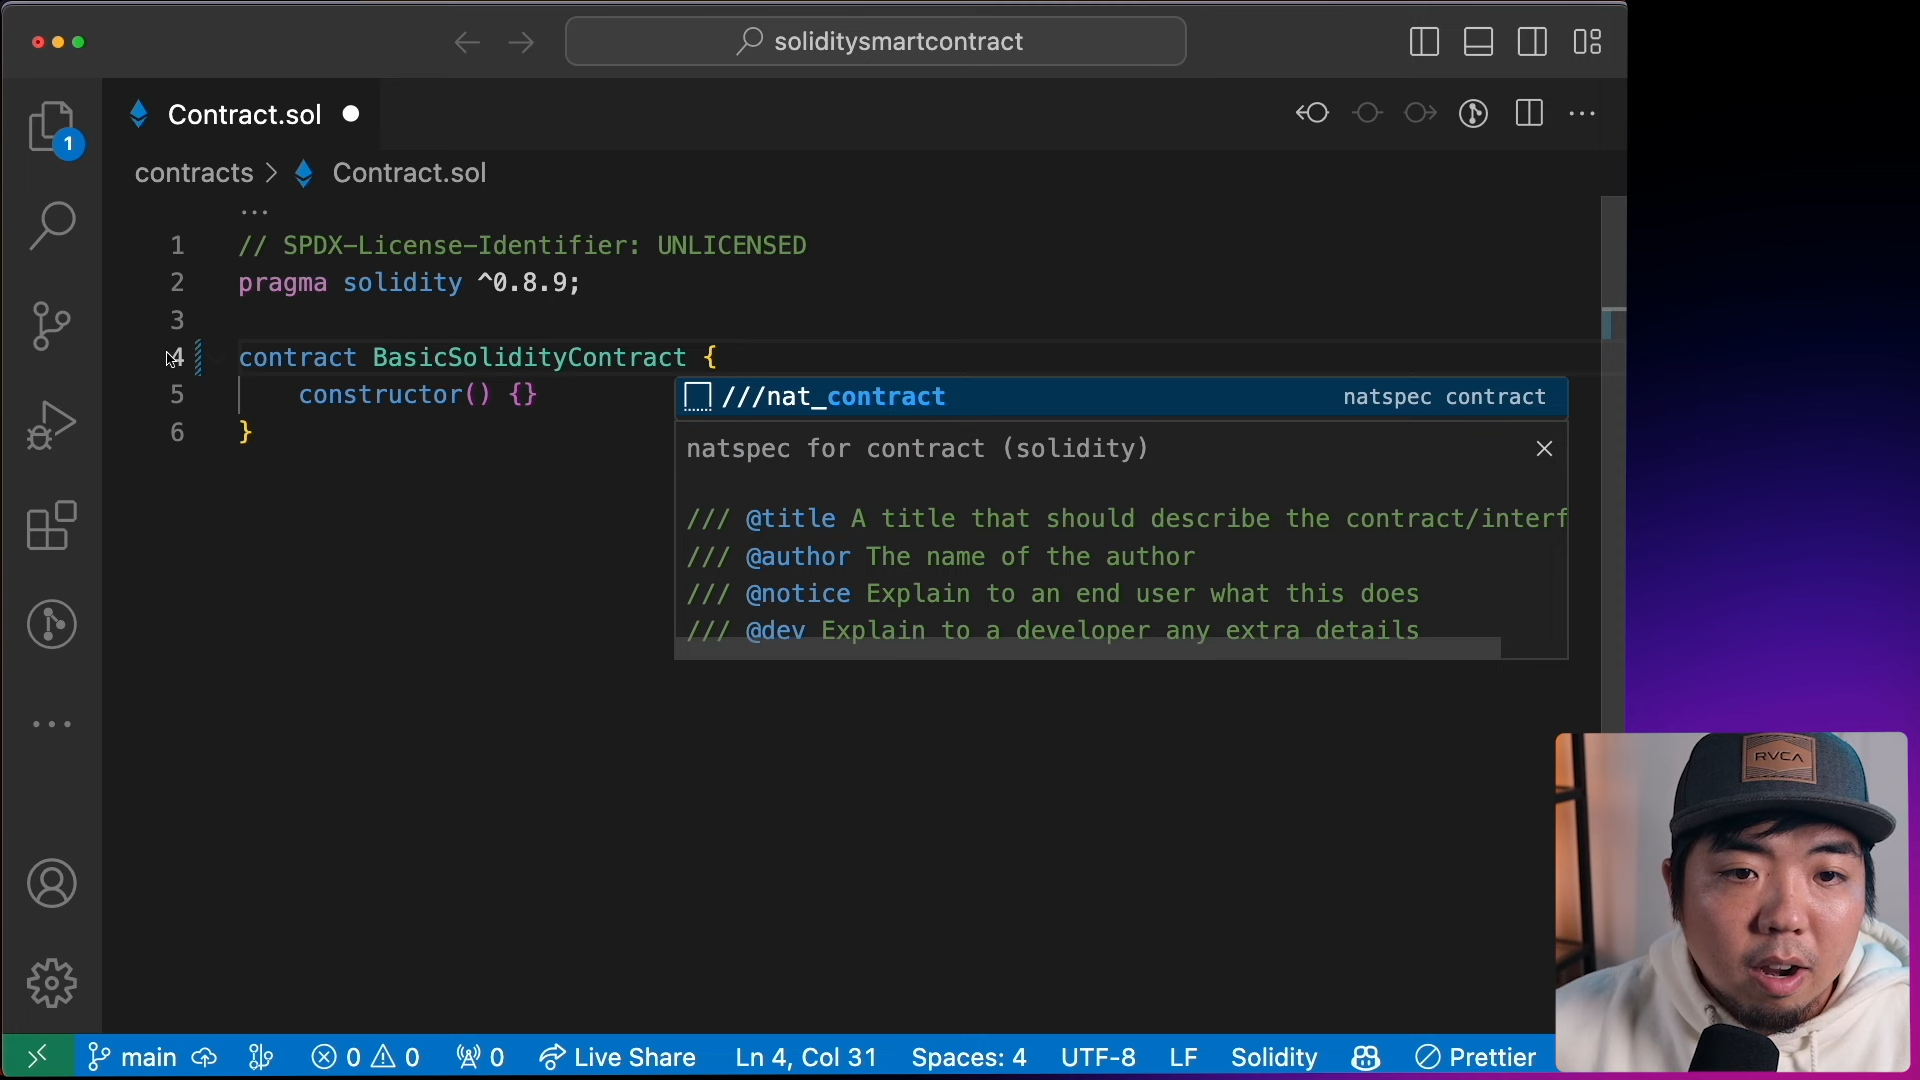 soliditysmartcontract
Contract.sol
1
contracts > Contract.sol
...
1 // SPDX-License-Identifier: UNLICENSED
2 pragma solidity ^0.8.9;
3
4 contract BasicSolidityContract {
5 constructor() {}
6 }
///nat_contract natspec contract
natspec for contract (solidity)
/// @title A title that should describe the contract/interf
/// @author The name of the author
/// @notice Explain to an end user what this does
/// @dev Explain to a developer any extra details
RVCA
main 0 0 0 Live Share Ln 4, Col 31 Spaces: 4 UTF-8 LF Solidity Prettier